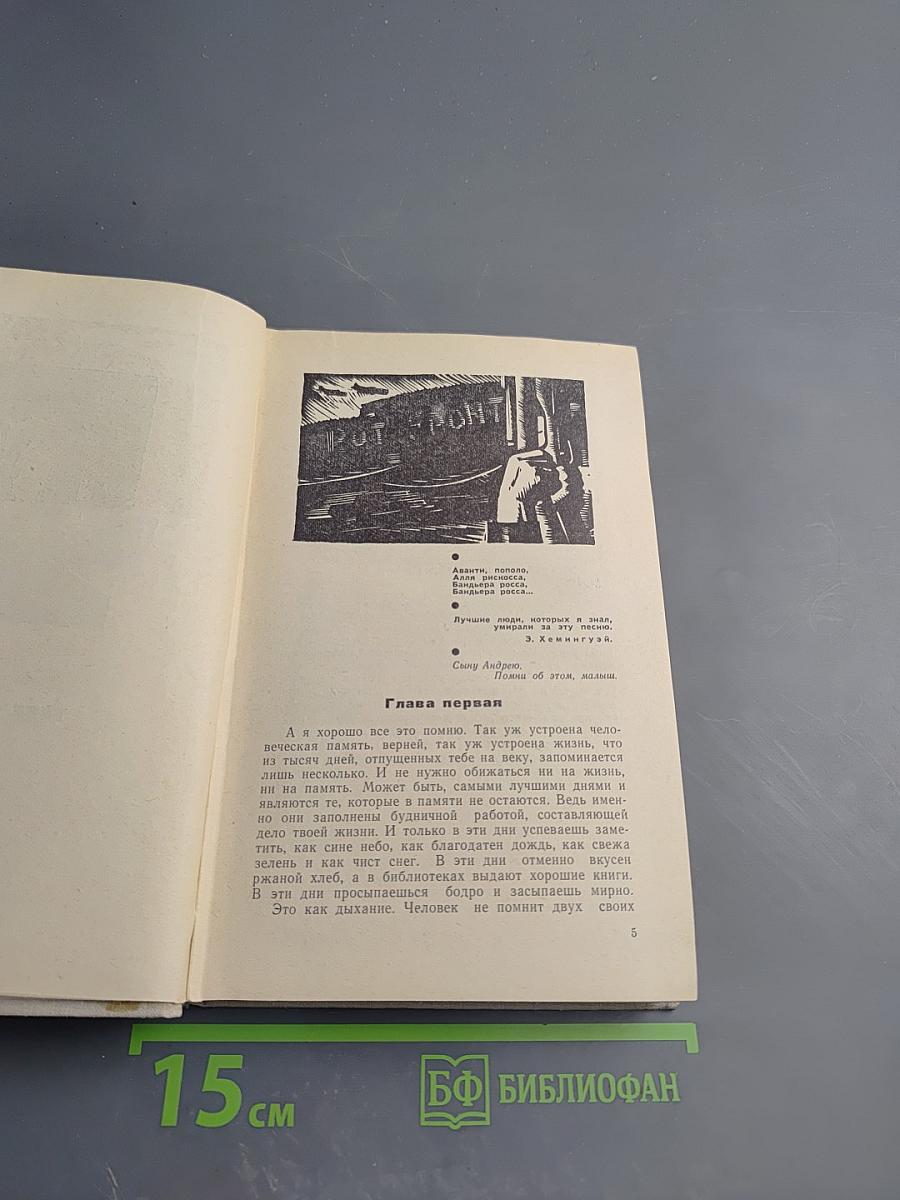 РОТ ФРОНТ
Аванти, пополо,
Алля рискосса,
Бандьера росса,
Бандьера росса...
Лучшие люди, которых я знал,
умирали за эту песню.
Э. Хемингуэй.
Сыну Андрею.
Помни об этом, малыш.
Глава первая
А я хорошо все это помню. Так уж устроена чело-
веческая память, верней, так уж устроена жизнь, что
из тысяч дней, отпущенных тебе на веку, запоминается
лишь несколько. И не нужно обижаться ни на жизнь,
ни на память. Может быть, самыми лучшими днями и
являются те, которые в памяти не остаются. Ведь имен-
но они заполнены будничной работой, составляющей
дело твоей жизни. И только в эти дни успеваешь заме-
тить, как сине небо, как благодатен дождь, как свежа
зелень и как чист снег. В эти дни отменно вкусен
ржаной хлеб, а в библиотеках выдают хорошие книги.
В эти дни просыпаешься бодро и засыпаешь мирно.
Это как дыхание. Человек не помнит двух своих
5
15 см
БФ БИБЛИОФАН